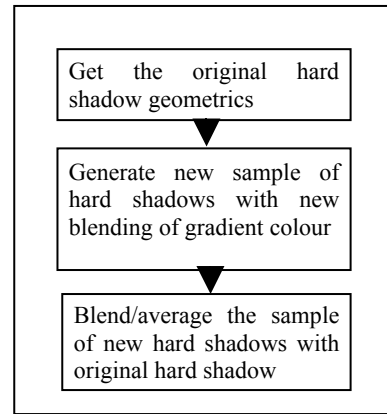 Get the original hard
shadow geometrics
Generate new sample of
hard shadows with new
blending of gradient colour
Blend/average the sample
of new hard shadows with
original hard shadow